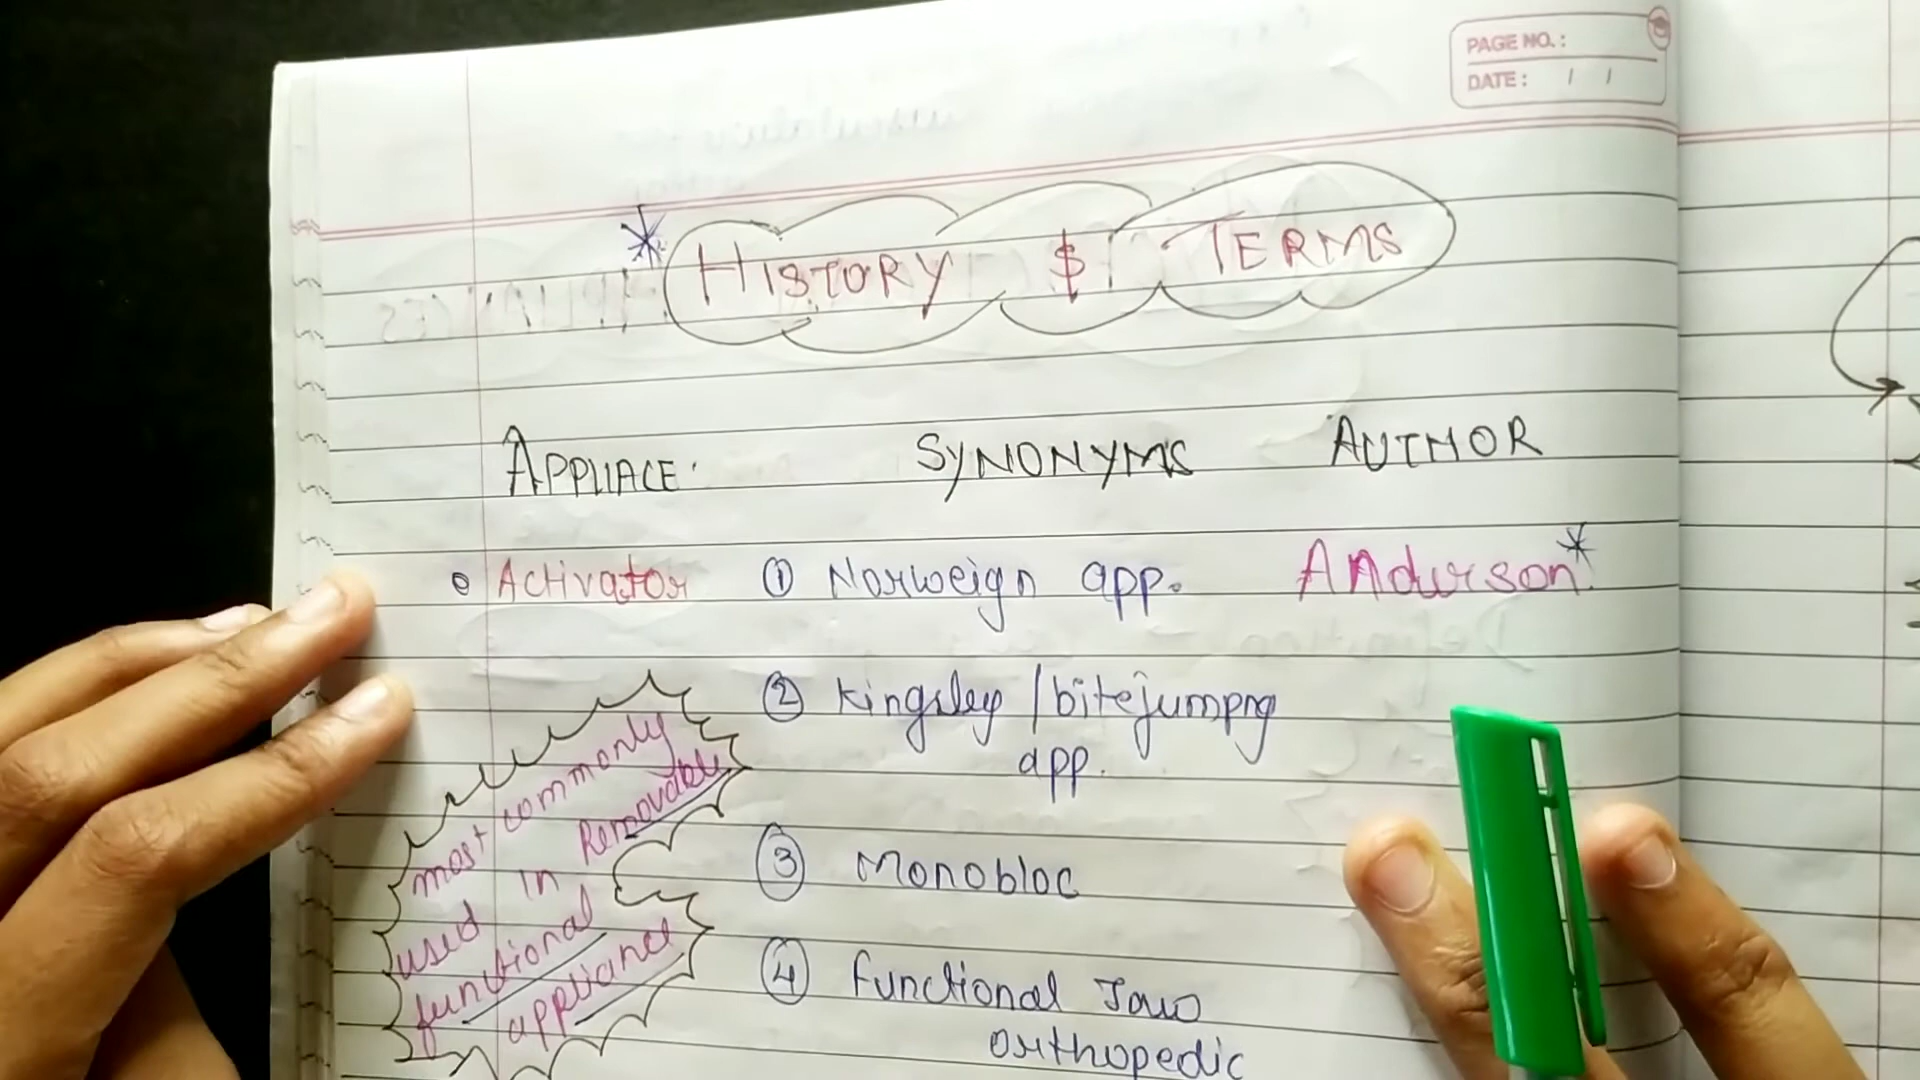 PAGE NO. :
DATE : / /
* HISTORY $ TERMS
APPLIACE. SYNONYMS AUTHOR
• Activator ① Norweign app. Anderson*
② Kingsley / bitejumpng
app.
③ Monobloc
④ functional Jaw
orthopedic
most commonly
used in Removable
functional
appliance